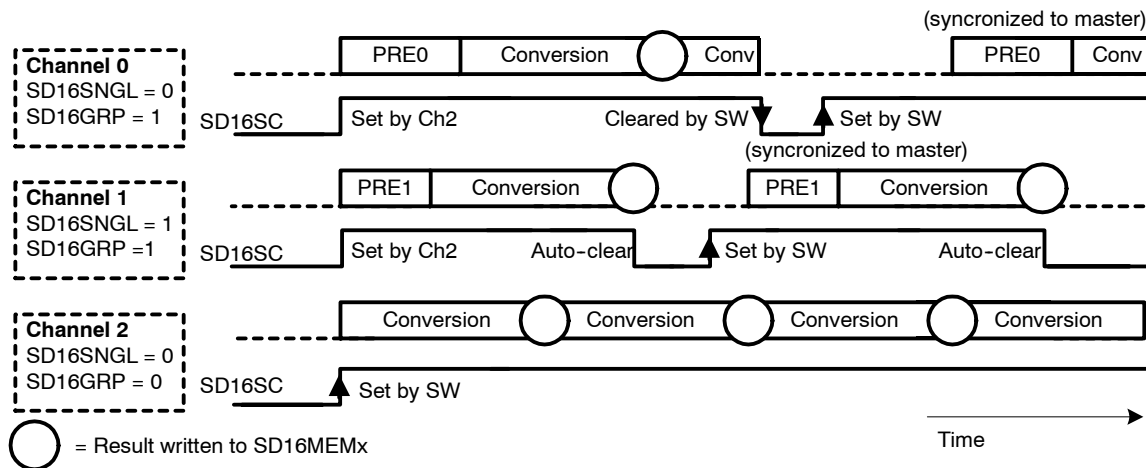 (syncronized to master)
Channel 0
SD16SNGL = 0
SD16GRP = 1
PRE0 Conversion Conv PRE0 Conv
SD16SC Set by Ch2 Cleared by SW Set by SW
(syncronized to master)
Channel 1
SD16SNGL = 1
SD16GRP =1
PRE1 Conversion PRE1 Conversion
SD16SC Set by Ch2 Auto-clear Set by SW Auto-clear
Channel 2
SD16SNGL = 0
SD16GRP = 0
Conversion Conversion Conversion Conversion
SD16SC Set by SW
= Result written to SD16MEMx
Time